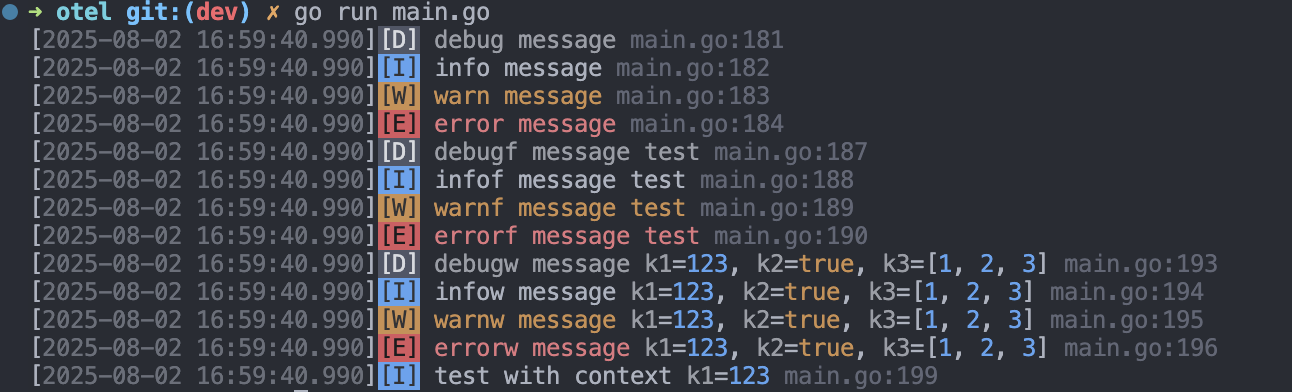 ➜ otel git:(dev) ✗ go run main.go
[2025-08-02 16:59:40.990][D] debug message main.go:181
[2025-08-02 16:59:40.990][I] info message main.go:182
[2025-08-02 16:59:40.990][W] warn message main.go:183
[2025-08-02 16:59:40.990][E] error message main.go:184
[2025-08-02 16:59:40.990][D] debugf message test main.go:187
[2025-08-02 16:59:40.990][I] infof message test main.go:188
[2025-08-02 16:59:40.990][W] warnf message test main.go:189
[2025-08-02 16:59:40.990][E] errorf message test main.go:190
[2025-08-02 16:59:40.990][D] debugw message k1=123, k2=true, k3=[1, 2, 3] main.go:193
[2025-08-02 16:59:40.990][I] infow message k1=123, k2=true, k3=[1, 2, 3] main.go:194
[2025-08-02 16:59:40.990][W] warnw message k1=123, k2=true, k3=[1, 2, 3] main.go:195
[2025-08-02 16:59:40.990][E] errorw message k1=123, k2=true, k3=[1, 2, 3] main.go:196
[2025-08-02 16:59:40.990][I] test with context k1=123 main.go:199